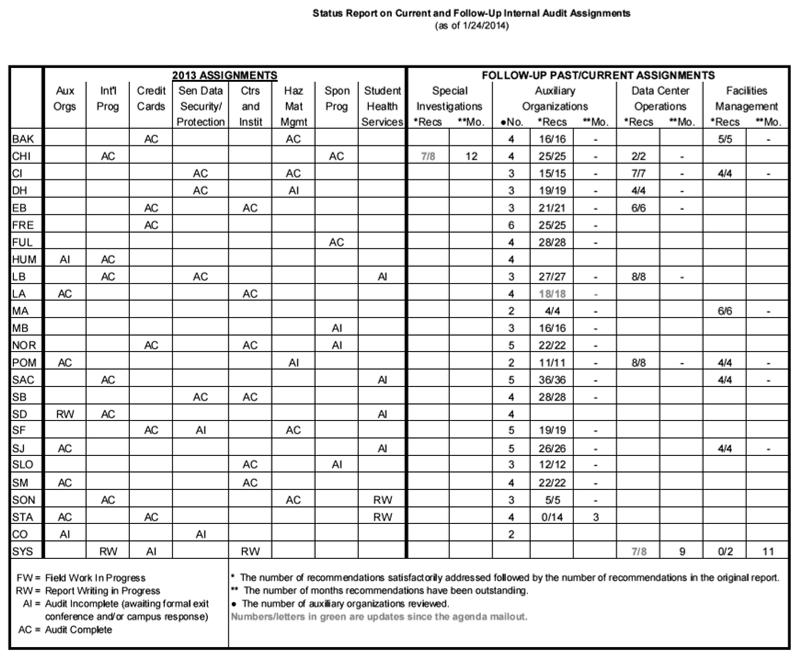 Status Report on Current and Follow-Up Internal Audit Assignments
(as of 1/24/2014)
2013 ASSIGNMENTS FOLLOW-UP PAST/CURRENT ASSIGNMENTS
Aux Int'l Credit Sen Data Ctrs Haz Spon Student Special Auxiliary Data Center Facilities
Orgs Prog Cards Security/ and Mat Prog Health Investigations Organizations Operations Management
Protection Instit Mgmt Services *Recs **Mo. ●No. *Recs **Mo. *Recs **Mo. *Recs **Mo.
BAK AC AC 4 16/16 - 5/5 -
CHI AC AC 7/8 12 4 25/25 - 2/2 -
CI AC AC 3 15/15 - 7/7 - 4/4 -
DH AC AI 3 19/19 - 4/4 -
EB AC AC 3 21/21 - 6/6 -
FRE AC 6 25/25 -
FUL AC 4 28/28 -
HUM AI AC 4
LB AC AC AI 3 27/27 - 8/8 -
LA AC AC 4 18/18 -
MA 2 4/4 - 6/6 -
MB AI 3 16/16 -
NOR AC AC AI 5 22/22 -
POM AC AI 2 11/11 - 8/8 - 4/4 -
SAC AC AI 5 36/36 - 4/4 -
SB AC AC 4 28/28 -
SD RW AC AI 4
SF AC AI AC 5 19/19 -
SJ AC AI 5 26/26 - 4/4 -
SLO AC AI 3 12/12 -
SM AC AC 4 22/22 -
SON AC AC RW 3 5/5 -
STA AC AC RW 4 0/14 3
CO AI AI 2
SYS RW AI RW 7/8 9 0/2 11
FW = Field Work In Progress * The number of recommendations satisfactorily addressed followed by the number of recommendations in the original report.
RW = Report Writing in Progress ** The number of months recommendations have been outstanding.
AI = Audit Incomplete (awaiting formal exit ● The number of auxiliary organizations reviewed.
conference and/or campus response) Numbers/letters in green are updates since the agenda mailout.
AC = Audit Complete